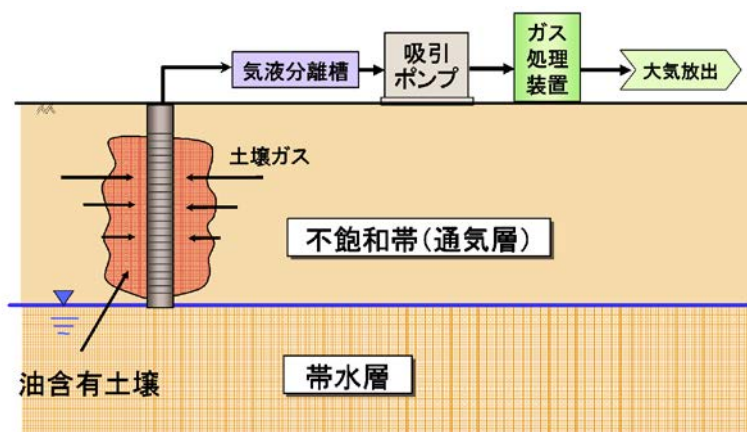 気液分離槽
吸引
ポンプ
ガス
処理
装置
大気放出
土壌ガス
不飽和帯(通気層)
油含有土壌
帯水層